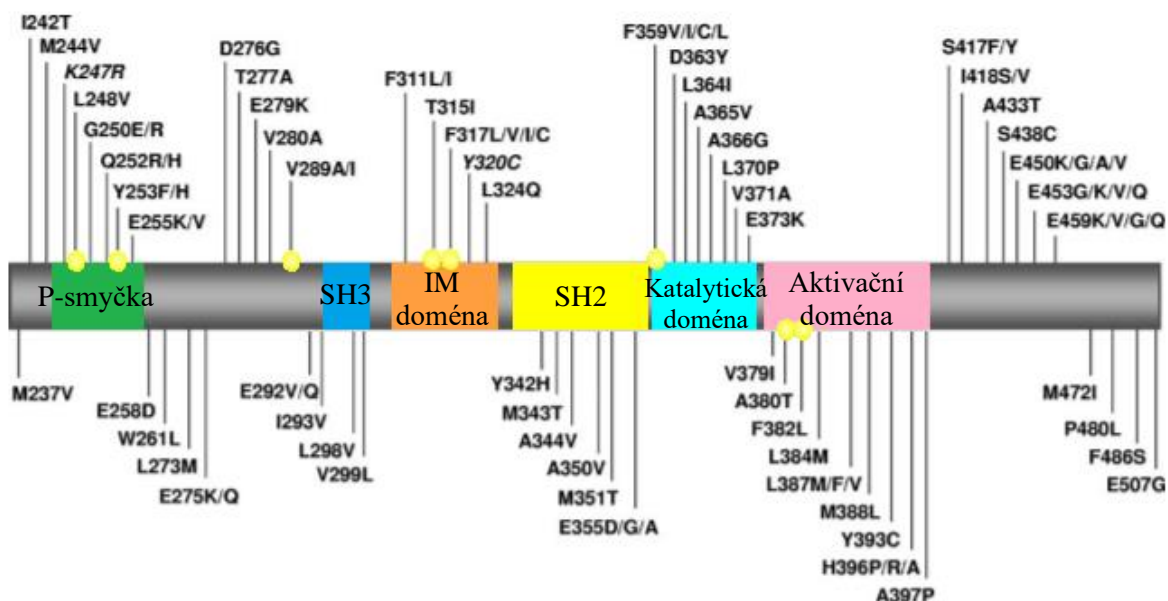 I242T
M244V
K247R
L248V
G250E/R
Q252R/H
Y253F/H
E255K/V
D276G
T277A
E279K
V280A
V289A/I
F311L/I
T315I
F317L/V/I/C
Y320C
L324Q
F359V/I/C/L
D363Y
L364I
A365V
A366G
L370P
V371A
E373K
S417F/Y
I418S/V
A433T
S438C
E450K/G/A/V
E453G/K/V/Q
E459K/V/G/Q
P-smyčka
SH3
IM
doména
SH2
Katalytická
doména
Aktivační
doména
M237V
E258D
W261L
L273M
E275K/Q
E292V/Q
I293V
L298V
V299L
Y342H
M343T
A344V
A350V
M351T
E355D/G/A
V379I
A380T
F382L
L384M
L387M/F/V
M388L
Y393C
H396P/R/A
A397P
M472I
P480L
F486S
E507G